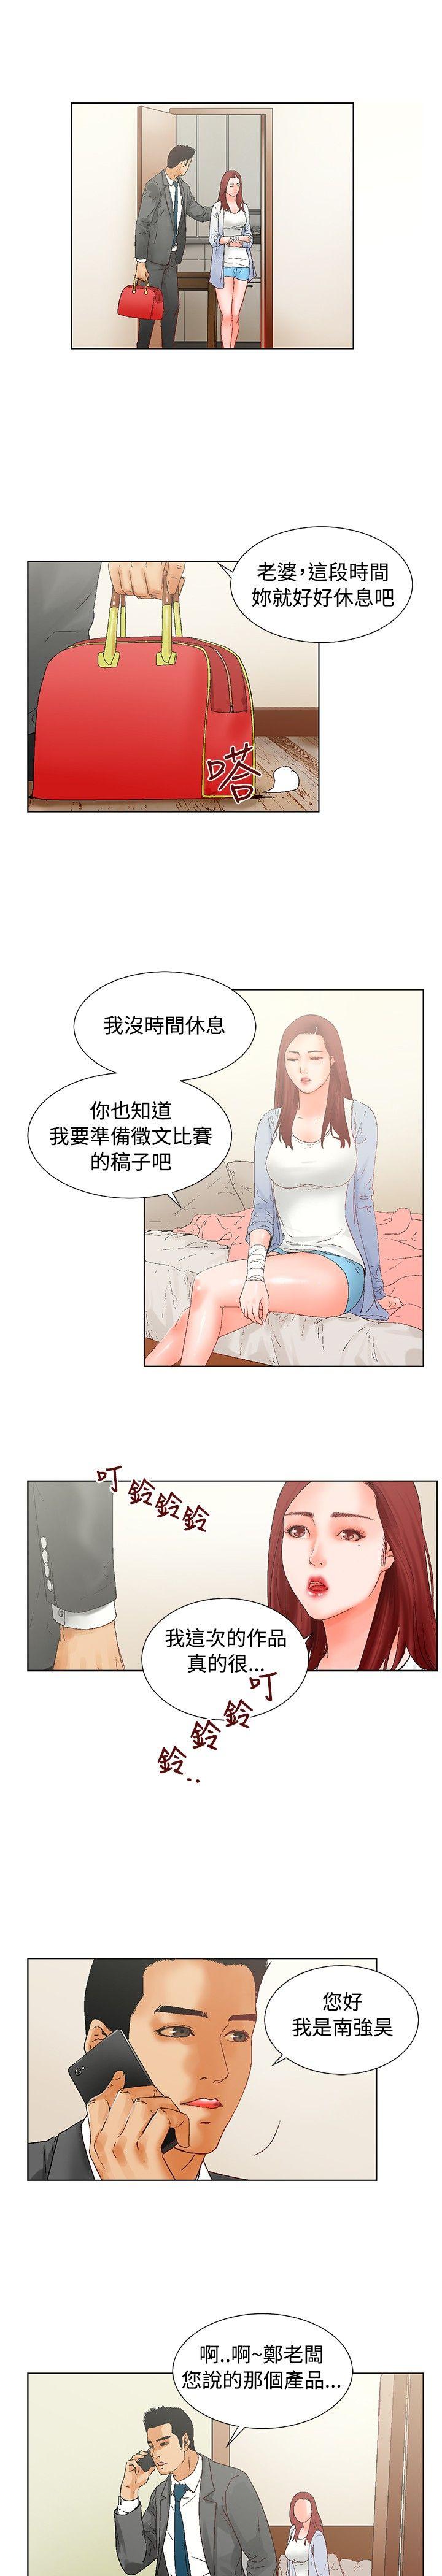 老婆，這段時間
妳就好好休息吧
嗒
我沒時間休息
你也知道
我要準備徵文比賽
的稿子吧
叮鈴鈴鈴
我這次的作品
真的很...
叮鈴鈴鈴..
您好
我是南強昊
啊..啊~鄭老闆
您說的那個產品...